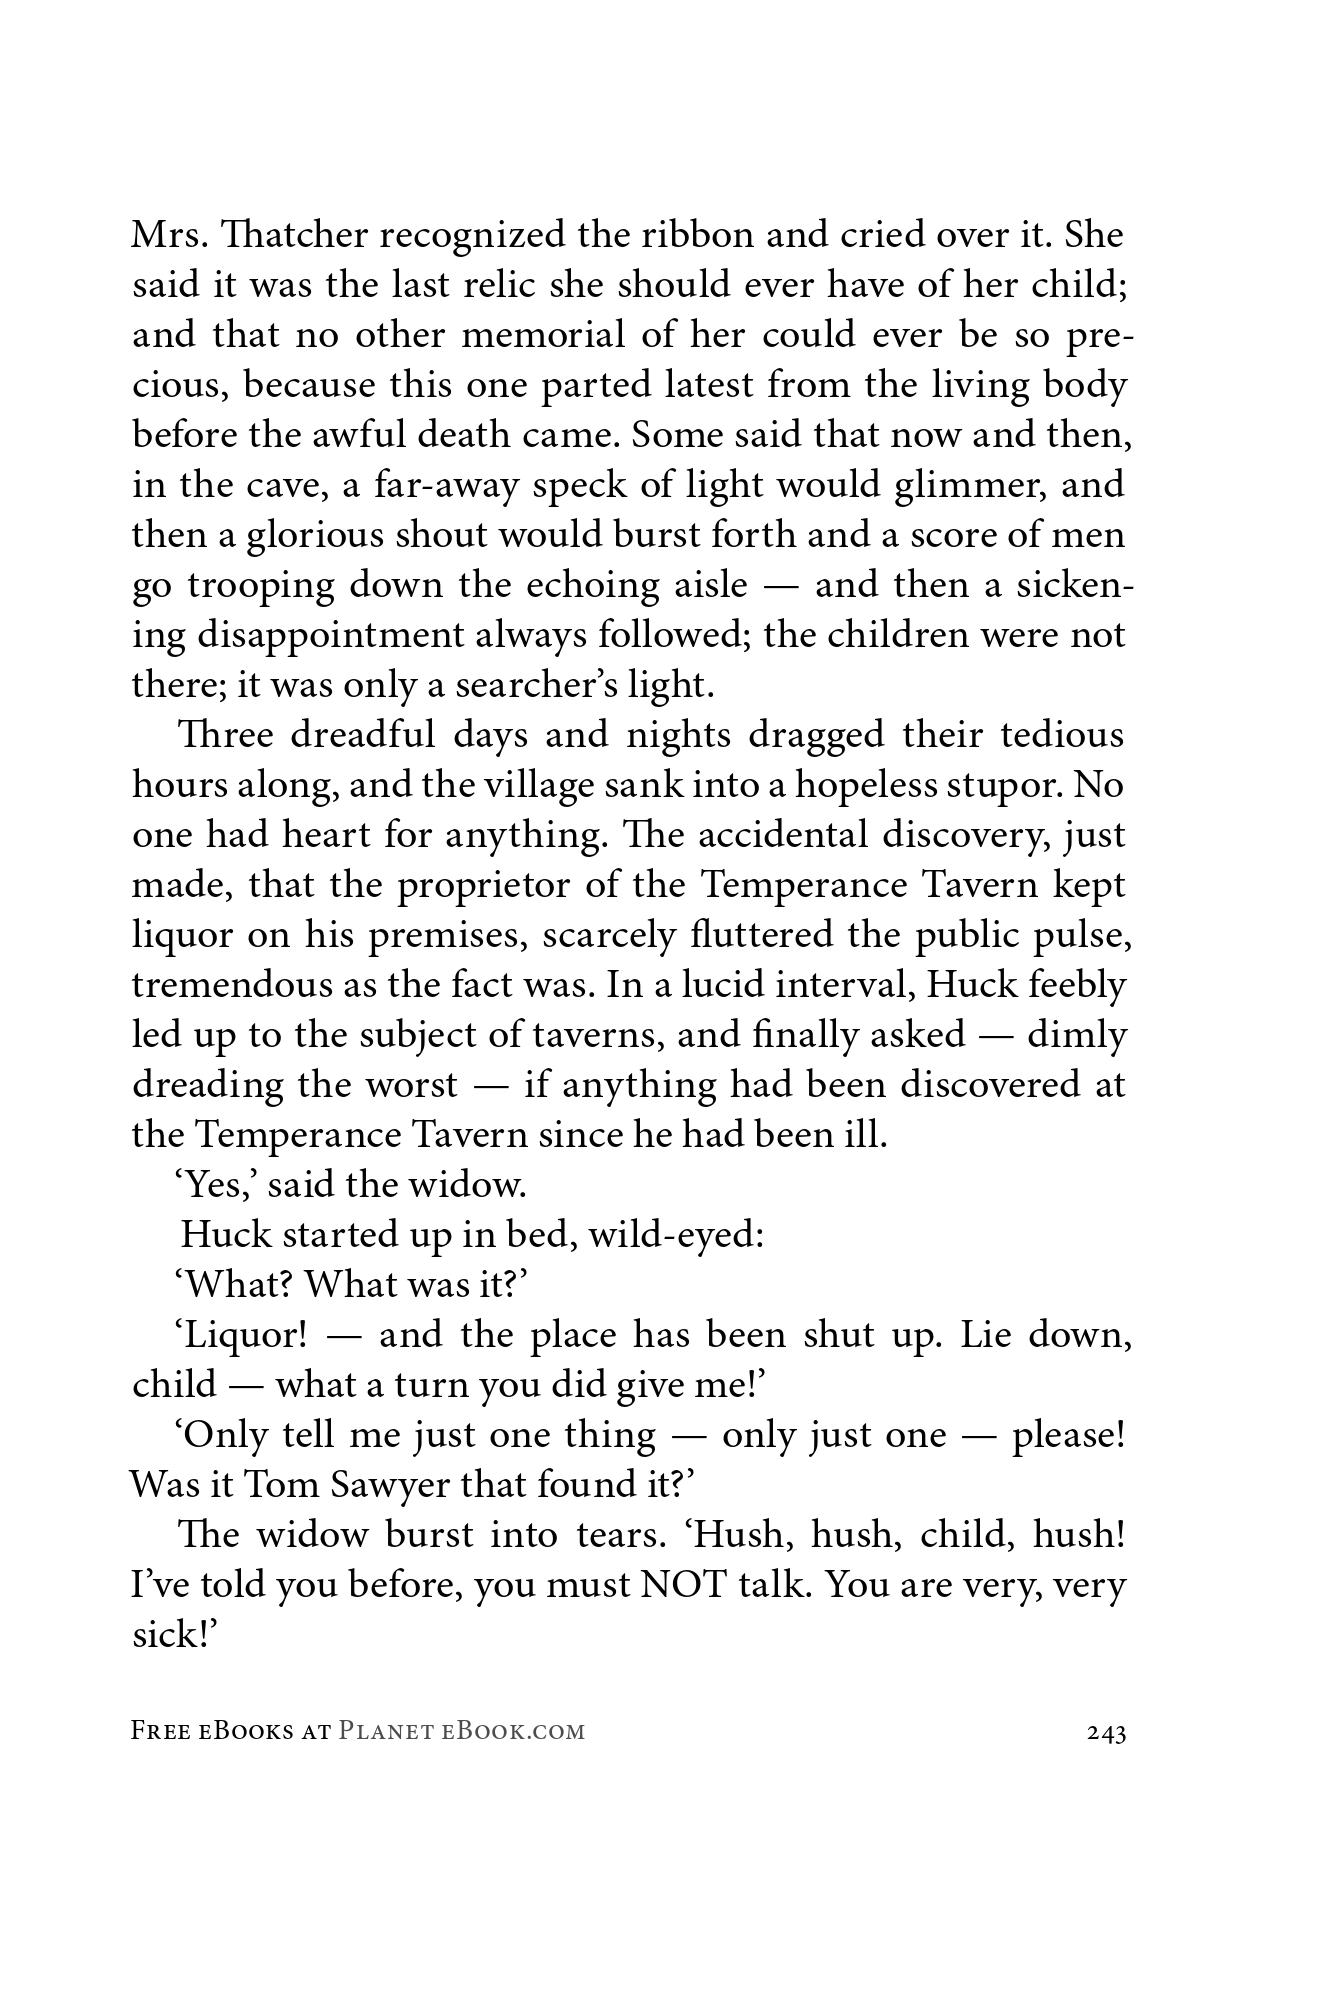 Mrs. Thatcher recognized the ribbon and cried over it. She
said it was the last relic she should ever have of her child;
and that no other memorial of her could ever be so pre-
cious, because this one parted latest from the living body
before the awful death came. Some said that now and then,
in the cave, a far-away speck of light would glimmer, and
then a glorious shout would burst forth and a score of men
go trooping down the echoing aisle — and then a sicken-
ing disappointment always followed; the children were not
there; it was only a searcher’s light.
Three dreadful days and nights dragged their tedious
hours along, and the village sank into a hopeless stupor. No
one had heart for anything. The accidental discovery, just
made, that the proprietor of the Temperance Tavern kept
liquor on his premises, scarcely fluttered the public pulse,
tremendous as the fact was. In a lucid interval, Huck feebly
led up to the subject of taverns, and finally asked — dimly
dreading the worst — if anything had been discovered at
the Temperance Tavern since he had been ill.
‘Yes,’ said the widow.
Huck started up in bed, wild-eyed:
‘What? What was it?’
‘Liquor! — and the place has been shut up. Lie down,
child — what a turn you did give me!’
‘Only tell me just one thing — only just one — please!
Was it Tom Sawyer that found it?’
The widow burst into tears. ‘Hush, hush, child, hush!
I’ve told you before, you must NOT talk. You are very, very
sick!’
Free eBooks at Planet eBook.com 243